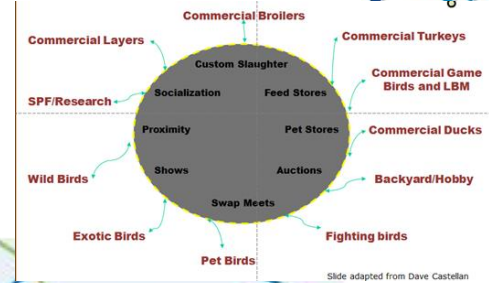 Commercial Broilers
Commercial Layers
Commercial Turkeys
Custom Slaughter
Commercial Game
Birds and LBM
Socialization
Feed Stores
SPF/Research
Proximity
Pet Stores
Commercial Ducks
Shows
Auctions
Wild Birds
Backyard/Hobby
Swap Meets
Exotic Birds
Fighting birds
Pet Birds
Slide adapted from Dave Castellan